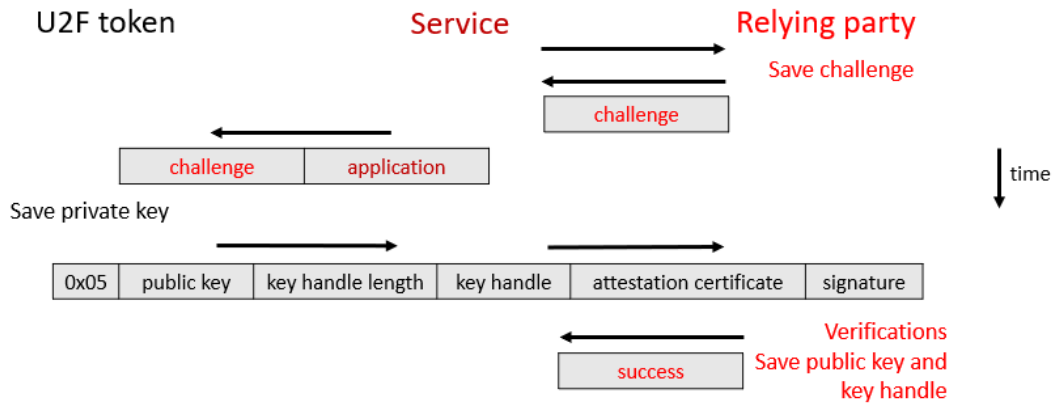 U2F token Service Relying party
Save challenge
challenge
challenge application
time
Save private key
0x05 public key key handle length key handle attestation certificate signature
Verifications
success Save public key and
key handle